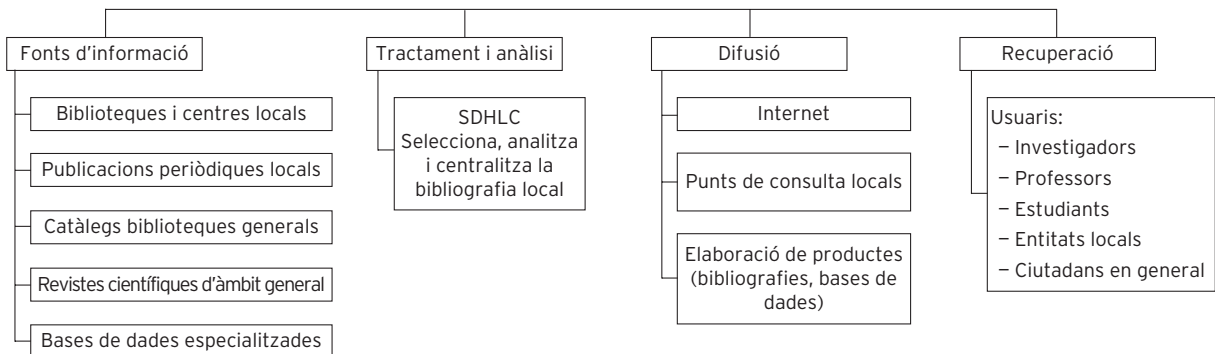 Fonts d'informació
Biblioteques i centres locals
Publicacions periòdiques locals
Catàlegs biblioteques generals
Revistes científiques d'àmbit general
Bases de dades especialitzades
Tractament i anàlisi
SDHLC
Selecciona, analitza
i centralitza la
bibliografia local
Difusió
Internet
Punts de consulta locals
Elaboració de productes
(bibliografies, bases de
dades)
Recuperació
Usuaris:
– Investigadors
– Professors
– Estudiants
– Entitats locals
– Ciutadans en general